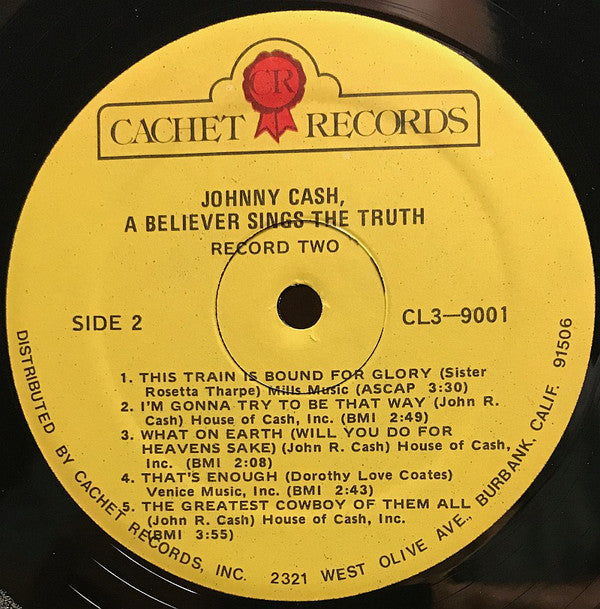 CR
CACHET RECORDS
JOHNNY CASH,
A BELIEVER SINGS THE TRUTH
RECORD TWO
SIDE 2
CL3—9001
1. THIS TRAIN IS BOUND FOR GLORY (Sister
Rosetta Tharpe) Mills Music (ASCAP 3:30)
2. I'M GONNA TRY TO BE THAT WAY (John R.
Cash) House of Cash, Inc. (BMI 2:49)
3. WHAT ON EARTH (WILL YOU DO FOR
HEAVENS SAKE) (John R. Cash) House of Cash,
Inc. (BMI 2:08)
4. THAT'S ENOUGH (Dorothy Love Coates)
Venice Music, Inc. (BMI 2:43)
5. THE GREATEST COWBOY OF THEM ALL
(John R. Cash) House of Cash, Inc.
(BMI 3:55)
DISTRIBUTED BY CACHET RECORDS, INC. 2321 WEST OLIVE AVE., BURBANK, CALIF. 91506